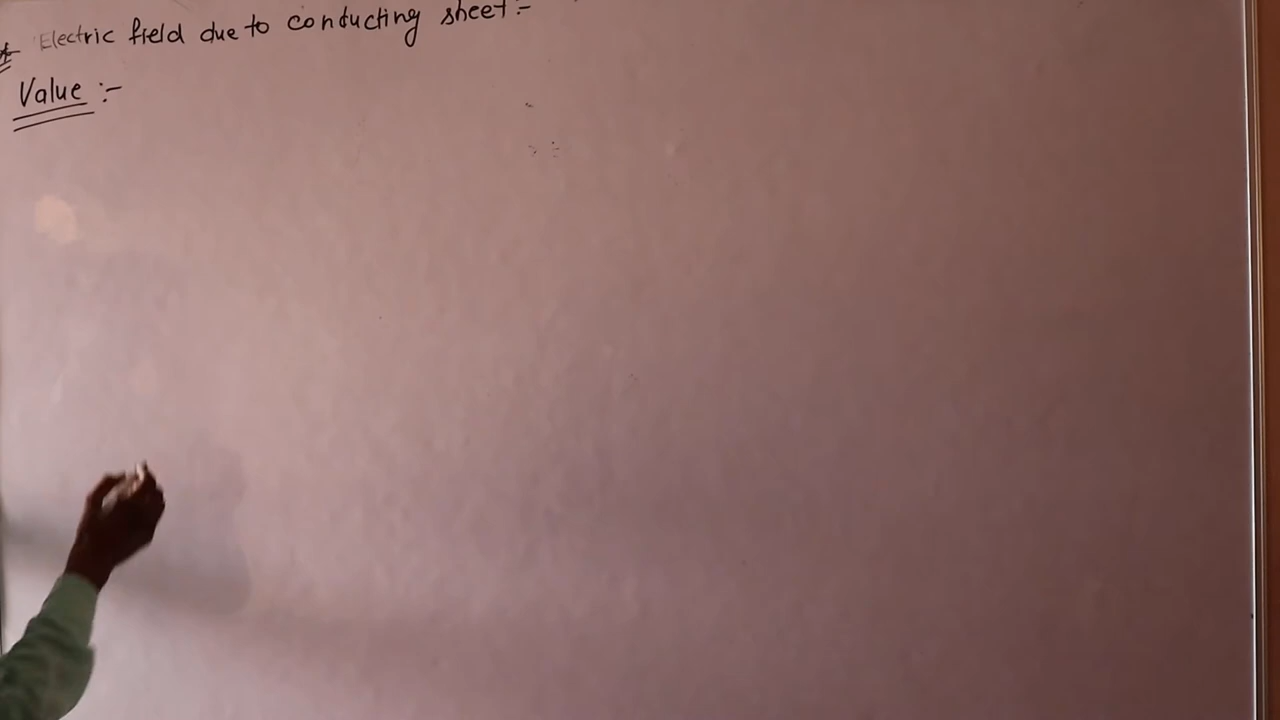 * Electric field due to conducting sheet :-
Value :-